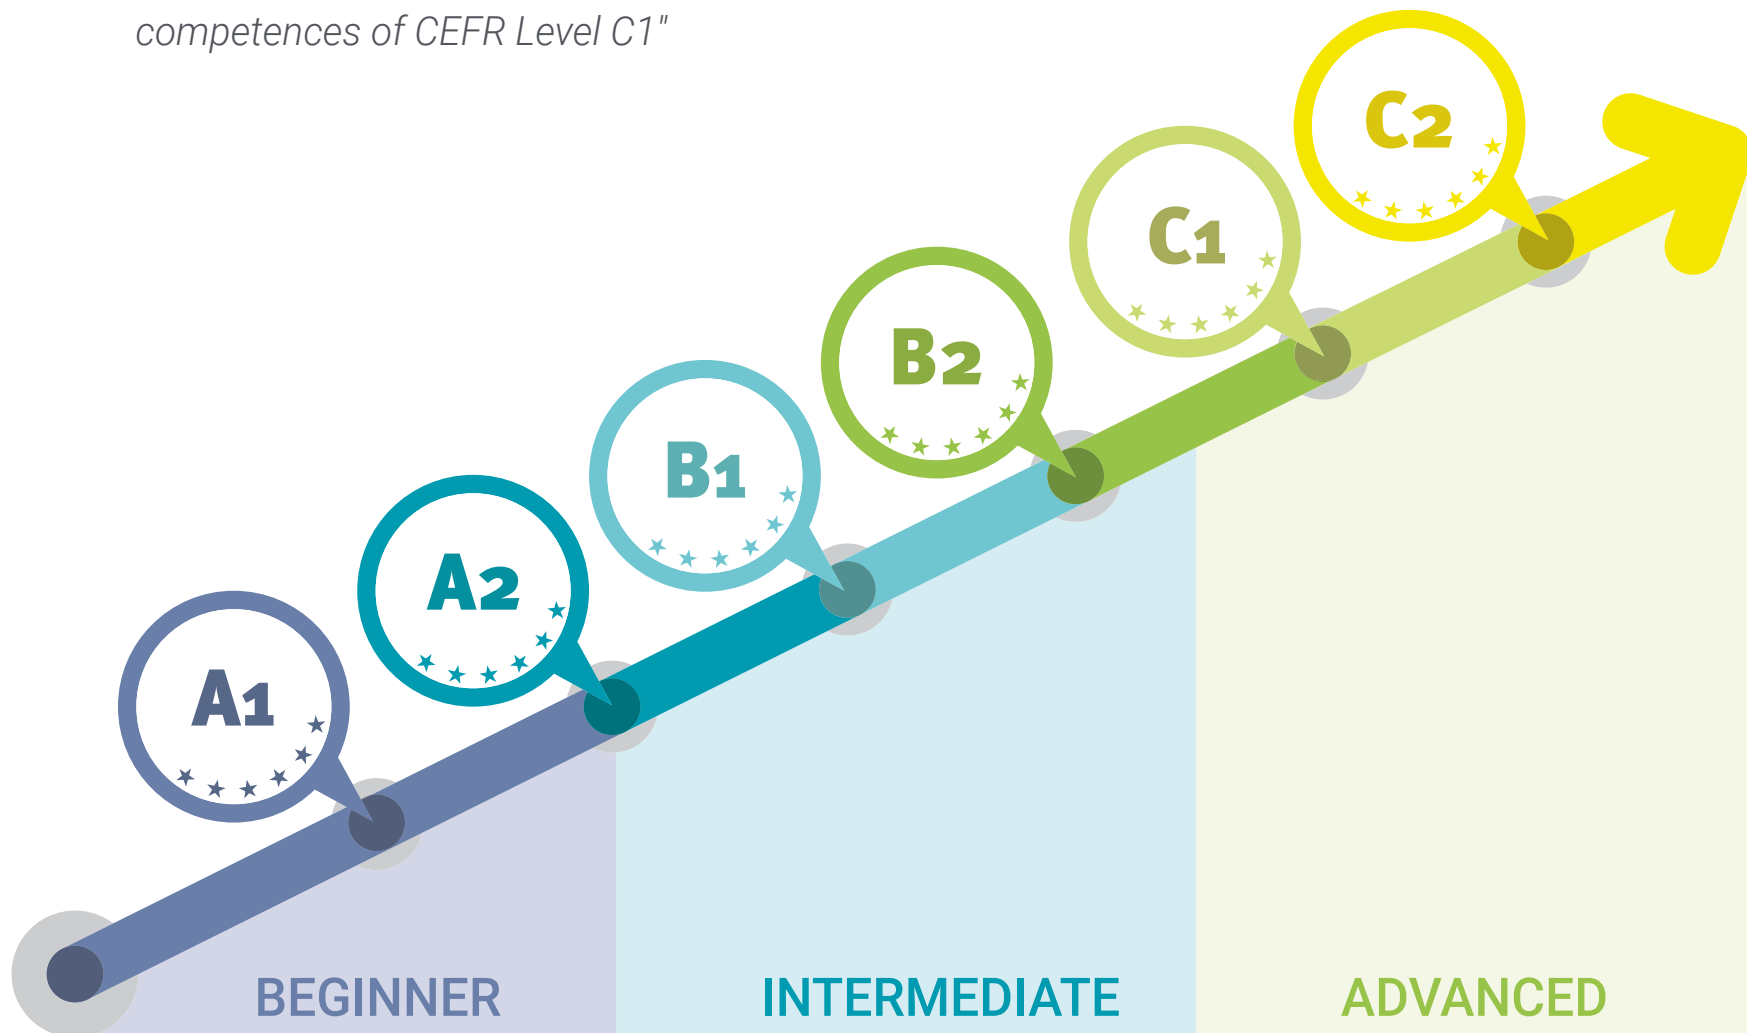 competences of CEFR Level C1"
A1
A2
B1
B2
C1
C2
BEGINNER
INTERMEDIATE
ADVANCED